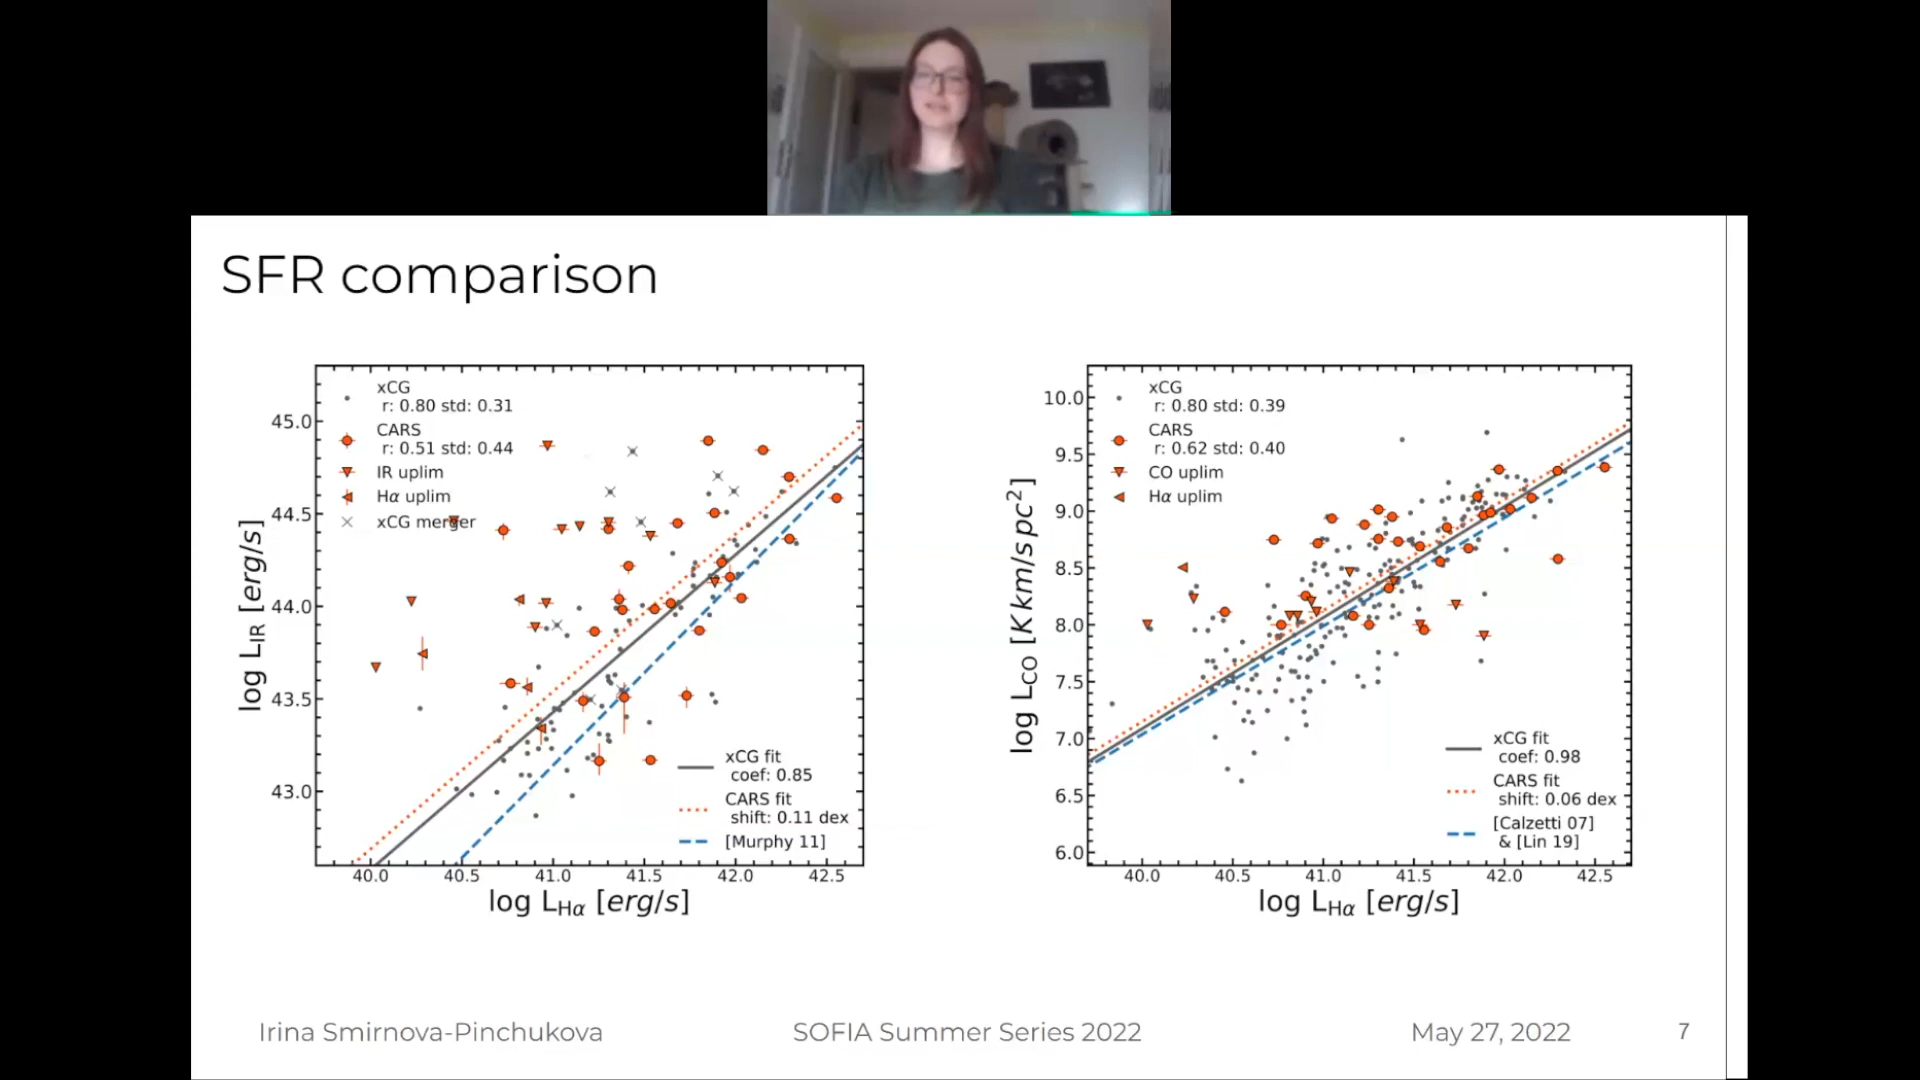 SFR comparison
xCG
r: 0.80 std: 0.31
CARS
r: 0.51 std: 0.44
IR uplim
Hα uplim
xCG merger
45.0
44.5
44.0
43.5
43.0
log L_IR [erg/s]
xCG fit
coef: 0.85
CARS fit
shift: 0.11 dex
[Murphy 11]
40.0 40.5 41.0 41.5 42.0 42.5
log L_Hα [erg/s]
xCG
r: 0.80 std: 0.39
CARS
r: 0.62 std: 0.40
CO uplim
Hα uplim
10.0
9.5
9.0
8.5
8.0
7.5
7.0
6.5
6.0
log L_CO [K km/s pc²]
xCG fit
coef: 0.98
CARS fit
shift: 0.06 dex
[Calzetti 07]
& [Lin 19]
40.0 40.5 41.0 41.5 42.0 42.5
log L_Hα [erg/s]
Irina Smirnova-Pinchukova SOFIA Summer Series 2022 May 27, 2022 7